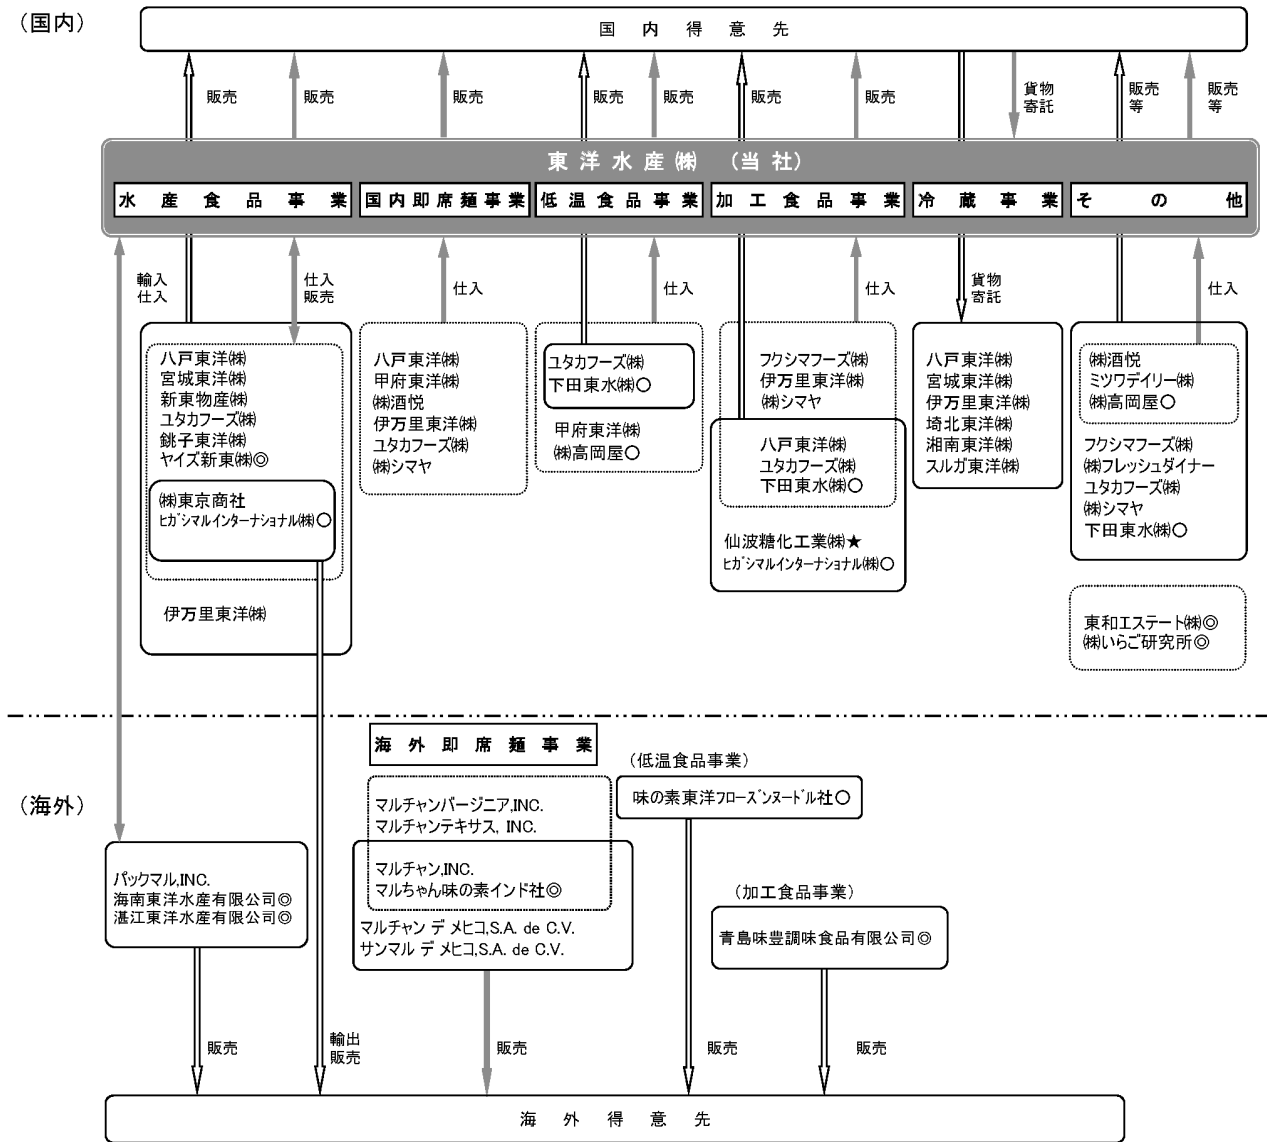 (国内)
国内得意先
販売
販売
販売
販売
販売
販売
販売
貨物
寄託
販売
等
販売
等
東洋水産㈱ (当社)
水産食品事業
国内即席麺事業
低温食品事業
加工食品事業
冷蔵事業
その他
輸入
仕入
仕入
販売
仕入
仕入
仕入
貨物
寄託
仕入
八戸東洋㈱
宮城東洋㈱
新東物産㈱
ユタカフーズ㈱
銚子東洋㈱
ヤイズ新東㈱◎
㈱東京商社
ヒガシマルインターナショナル㈱○
伊万里東洋㈱
八戸東洋㈱
甲府東洋㈱
㈱酒悦
伊万里東洋㈱
ユタカフーズ㈱
㈱シマヤ
ユタカフーズ㈱
下田東水㈱○
甲府東洋㈱
㈱高岡屋○
フクシマフーズ㈱
伊万里東洋㈱
㈱シマヤ
八戸東洋㈱
ユタカフーズ㈱
下田東水㈱○
仙波糖化工業㈱★
ヒガシマルインターナショナル㈱○
八戸東洋㈱
宮城東洋㈱
伊万里東洋㈱
埼北東洋㈱
湘南東洋㈱
スルガ東洋㈱
㈱酒悦
ミツワデイリー㈱
㈱高岡屋○
フクシマフーズ㈱
㈱フレッシュダイナー
ユタカフーズ㈱
㈱シマヤ
下田東水㈱○
東和エステート㈱◎
㈱いらご研究所◎
(海外)
海外即席麺事業
マルチャンバージニア,INC.
マルチャンテキサス, INC.
マルチャン,INC.
マルちゃん味の素インド社◎
マルチャン デ メヒコ,S.A. de C.V.
サンマル デ メヒコ,S.A. de C.V.
(低温食品事業)
味の素東洋フローズンヌードル社○
パックマル,INC.
海南東洋水産有限公司◎
湛江東洋水産有限公司◎
(加工食品事業)
青島味豊調味食品有限公司◎
販売
輸出
販売
販売
販売
販売
海外得意先